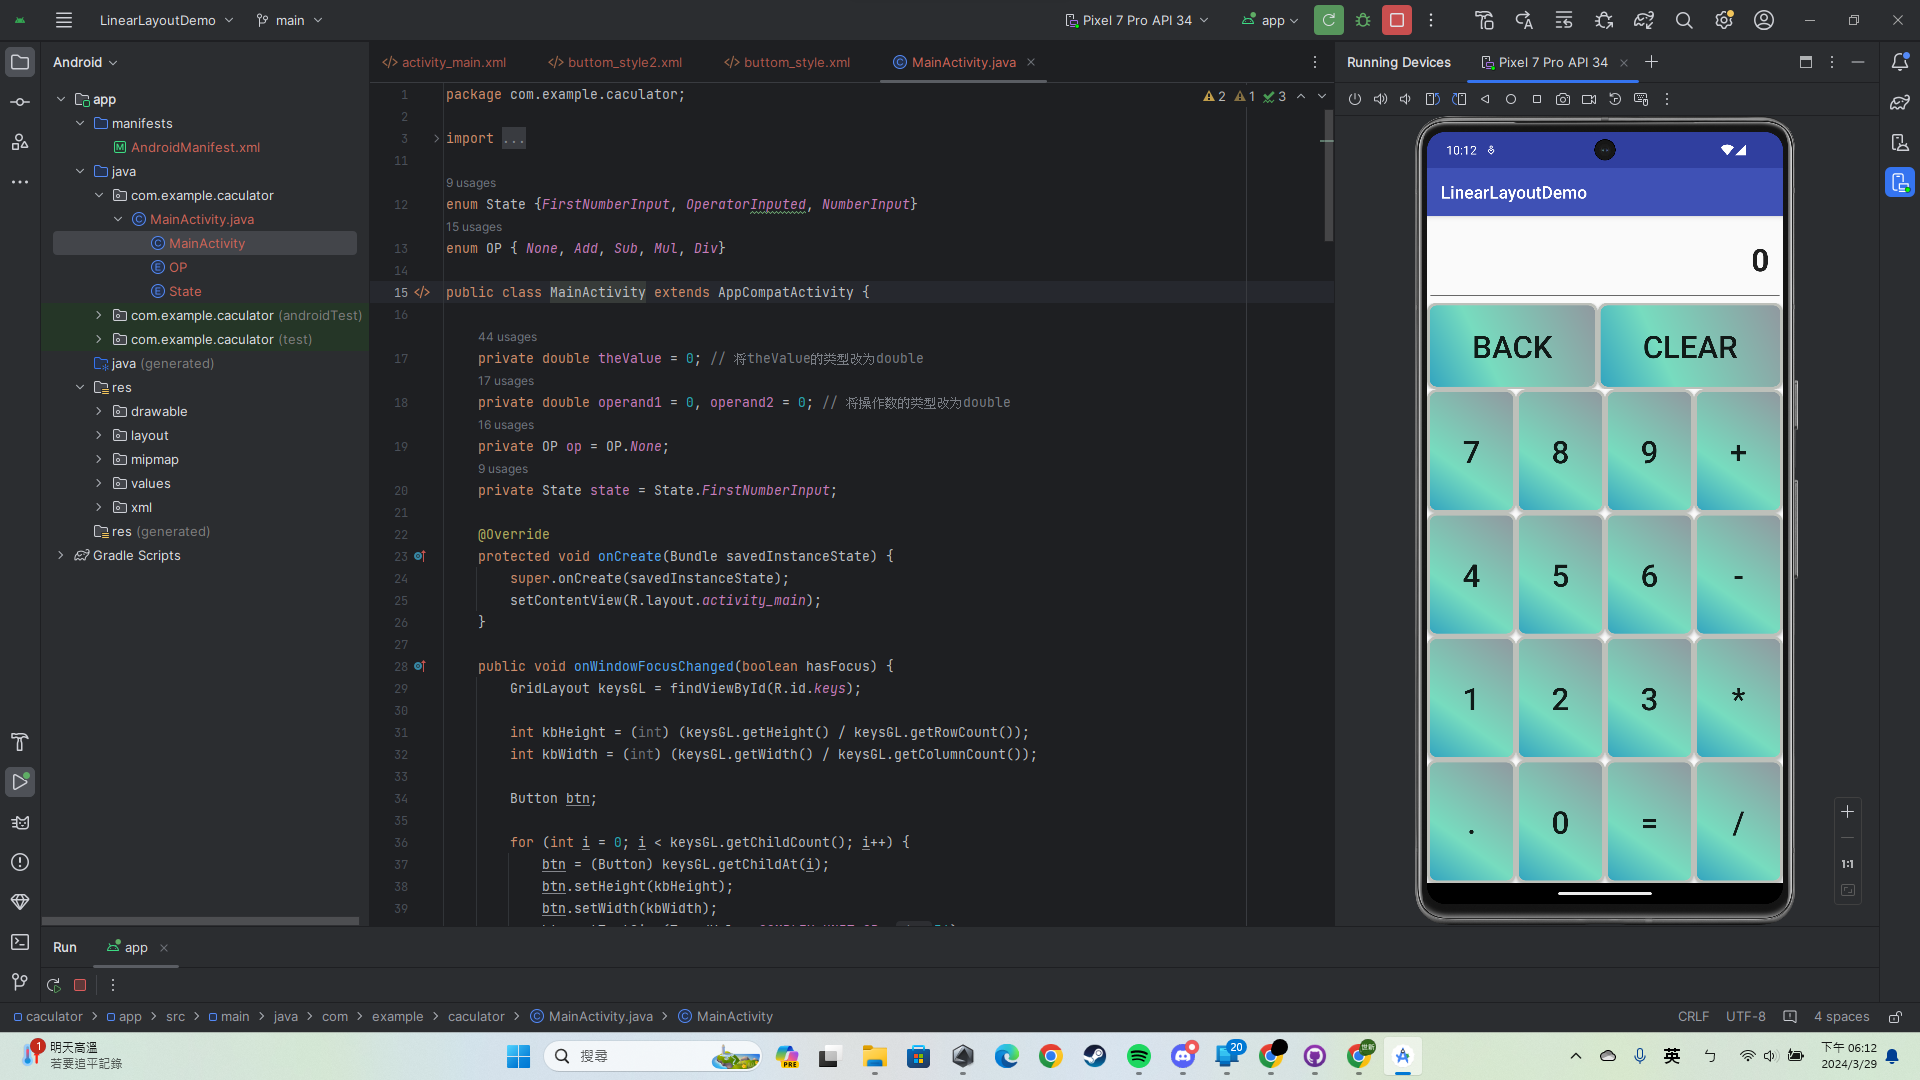 LinearLayoutDemo
main
Pixel 7 Pro API 34
app
Android
activity_main.xml
buttom_style2.xml
buttom_style.xml
MainActivity.java
Running Devices
Pixel 7 Pro API 34
app
manifests
AndroidManifest.xml
java
com.example.caculator
MainActivity.java
MainActivity
OP
State
com.example.caculator (androidTest)
com.example.caculator (test)
java (generated)
res
drawable
layout
mipmap
values
xml
res (generated)
Gradle Scripts
2 1 3
1 package com.example.caculator;
2
3 import ...
11
9 usages
12 enum State {FirstNumberInput, OperatorInputed, NumberInput}
15 usages
13 enum OP { None, Add, Sub, Mul, Div}
14
15 public class MainActivity extends AppCompatActivity {
16
44 usages
17 private double theValue = 0; // 将theValue的类型改为double
17 usages
18 private double operand1 = 0, operand2 = 0; // 将操作数的类型改为double
16 usages
19 private OP op = OP.None;
9 usages
20 private State state = State.FirstNumberInput;
21
22 @Override
23 protected void onCreate(Bundle savedInstanceState) {
24 super.onCreate(savedInstanceState);
25 setContentView(R.layout.activity_main);
26 }
27
28 public void onWindowFocusChanged(boolean hasFocus) {
29 GridLayout keysGL = findViewById(R.id.keys);
30
31 int kbHeight = (int) (keysGL.getHeight() / keysGL.getRowCount());
32 int kbWidth = (int) (keysGL.getWidth() / keysGL.getColumnCount());
33
34 Button btn;
35
36 for (int i = 0; i < keysGL.getChildCount(); i++) {
37 btn = (Button) keysGL.getChildAt(i);
38 btn.setHeight(kbHeight);
39 btn.setWidth(kbWidth);
10:12
LinearLayoutDemo
0
BACK CLEAR
7 8 9 +
4 5 6 -
1 2 3 *
. 0 = /
1:1
Run
app
caculator > app > src > main > java > com > example > caculator > MainActivity.java > MainActivity
CRLF UTF-8 4 spaces
1
明天高溫
若要追平記錄
搜尋
PRE
20
英
ㄅ
下午 06:12
2024/3/29